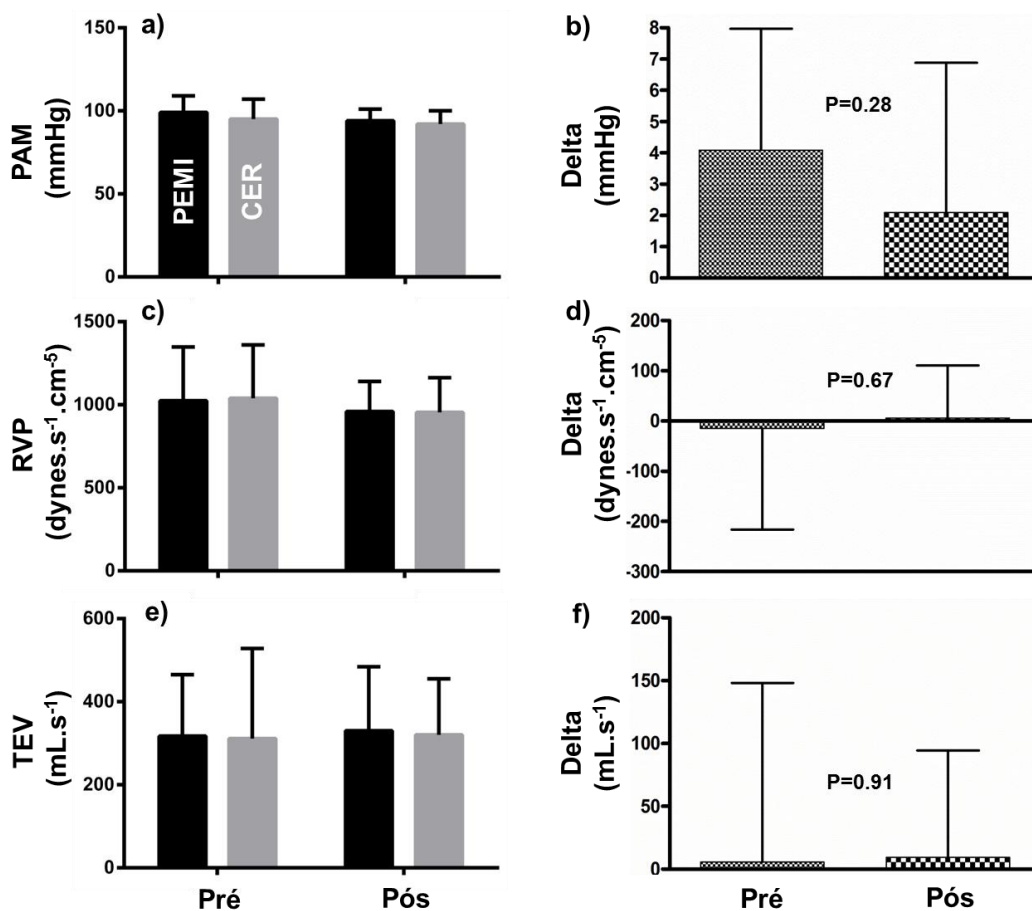 a)
PAM
(mmHg)
150
100
50
0
PEMI
CER
b)
Delta
(mmHg)
8
7
6
5
4
3
2
1
0
P=0.28
c)
RVP
(dynes.s⁻¹.cm⁻⁵)
1500
1000
500
0
d)
Delta
(dynes.s⁻¹.cm⁻⁵)
200
100
0
-100
-200
-300
P=0.67
e)
TEV
(mL.s⁻¹)
600
400
200
0
Pré
Pós
f)
Delta
(mL.s⁻¹)
200
150
100
50
0
P=0.91
Pré
Pós